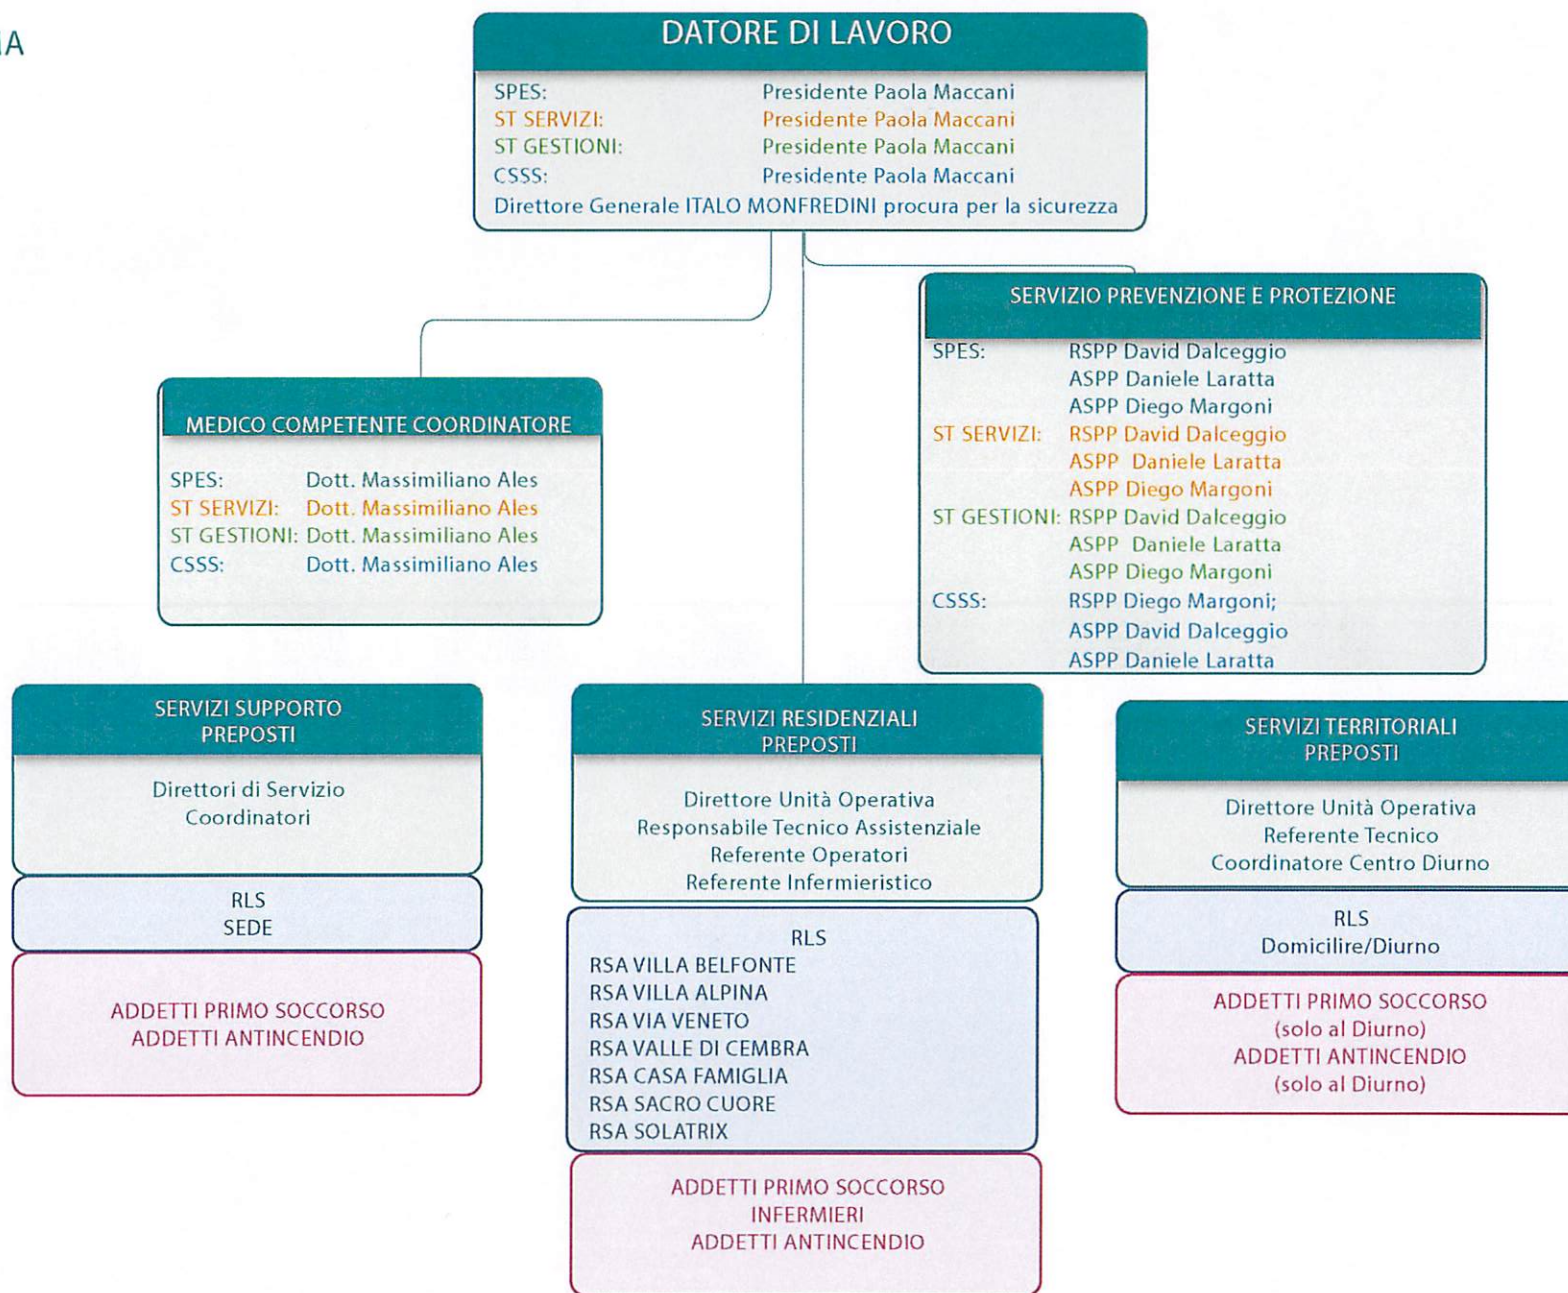 MA
DATORE DI LAVORO
SPES: Presidente Paola Maccani
ST SERVIZI: Presidente Paola Maccani
ST GESTIONI: Presidente Paola Maccani
CSSS: Presidente Paola Maccani
Direttore Generale ITALO MONFREDINI procura per la sicurezza
SERVIZIO PREVENZIONE E PROTEZIONE
SPES: RSPP David Dalceggio
ASPP Daniele Laratta
ASPP Diego Margoni
ST SERVIZI: RSPP David Dalceggio
ASPP Daniele Laratta
ASPP Diego Margoni
ST GESTIONI: RSPP David Dalceggio
ASPP Daniele Laratta
ASPP Diego Margoni
CSSS: RSPP Diego Margoni;
ASPP David Dalceggio
ASPP Daniele Laratta
MEDICO COMPETENTE COORDINATORE
SPES: Dott. Massimiliano Ales
ST SERVIZI: Dott. Massimiliano Ales
ST GESTIONI: Dott. Massimiliano Ales
CSSS: Dott. Massimiliano Ales
SERVIZI SUPPORTO
PREPOSTI
Direttori di Servizio
Coordinatori
RLS
SEDE
ADDETTI PRIMO SOCCORSO
ADDETTI ANTINCENDIO
SERVIZI RESIDENZIALI
PREPOSTI
Direttore Unità Operativa
Responsabile Tecnico Assistenziale
Referente Operatori
Referente Infermieristico
RLS
RSA VILLA BELFONTE
RSA VILLA ALPINA
RSA VIA VENETO
RSA VALLE DI CEMBRA
RSA CASA FAMIGLIA
RSA SACRO CUORE
RSA SOLATRIX
ADDETTI PRIMO SOCCORSO
INFERMIERI
ADDETTI ANTINCENDIO
SERVIZI TERRITORIALI
PREPOSTI
Direttore Unità Operativa
Referente Tecnico
Coordinatore Centro Diurno
RLS
Domicilire/Diurno
ADDETTI PRIMO SOCCORSO
(solo al Diurno)
ADDETTI ANTINCENDIO
(solo al Diurno)